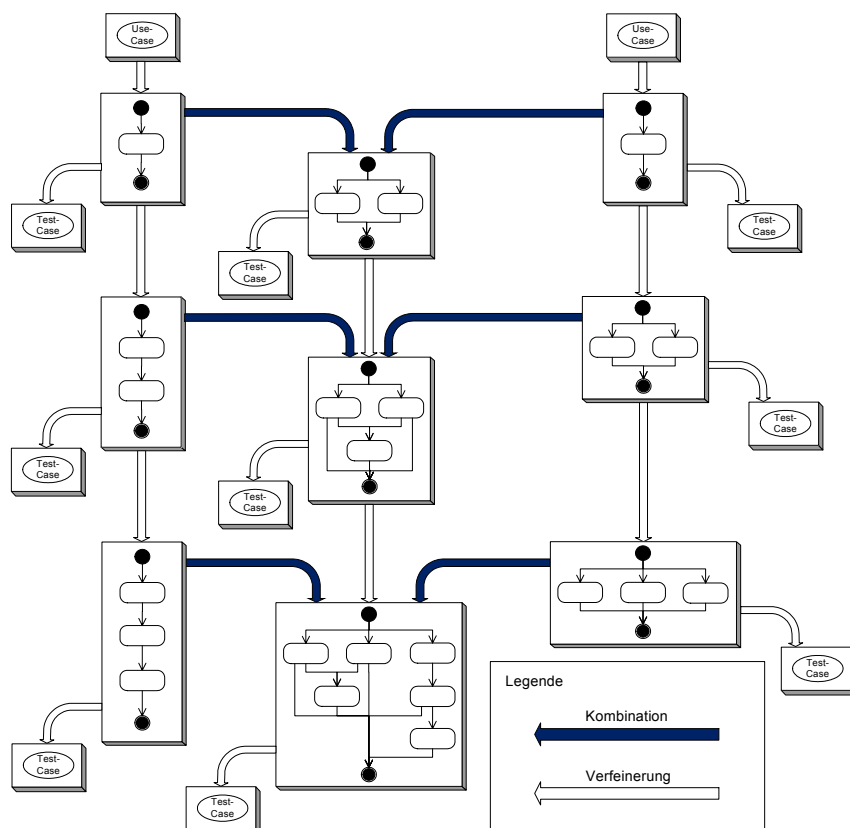 Use-
Case
Use-
Case
Test-
Case
Test-
Case
Test-
Case
Test-
Case
Test-
Case
Test-
Case
Test-
Case
Test-
Case
Test-
Case
Legende
Kombination
Verfeinerung